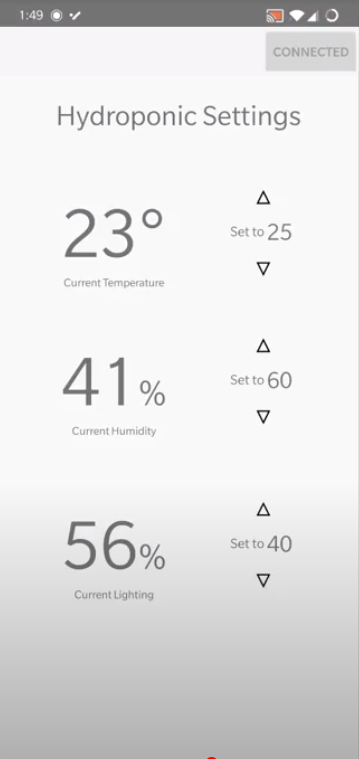 1:49
CONNECTED
Hydroponic Settings
23°
Set to 25
Current Temperature
41%
Set to 60
Current Humidity
56%
Set to 40
Current Lighting